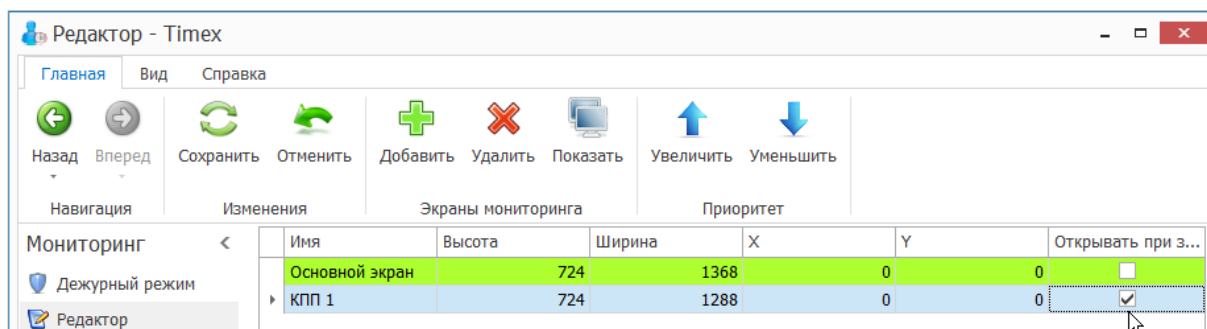 Редактор - Timex
Главная Вид Справка
Назад Вперед Сохранить Отменить Добавить Удалить Показать Увеличить Уменьшить
Навигация Изменения Экраны мониторинга Приоритет
Мониторинг < Имя Высота Ширина X Y Открывать при з...
Основной экран 724 1368 0 0
Дежурный режим
КПП 1 724 1288 0 0
Редактор